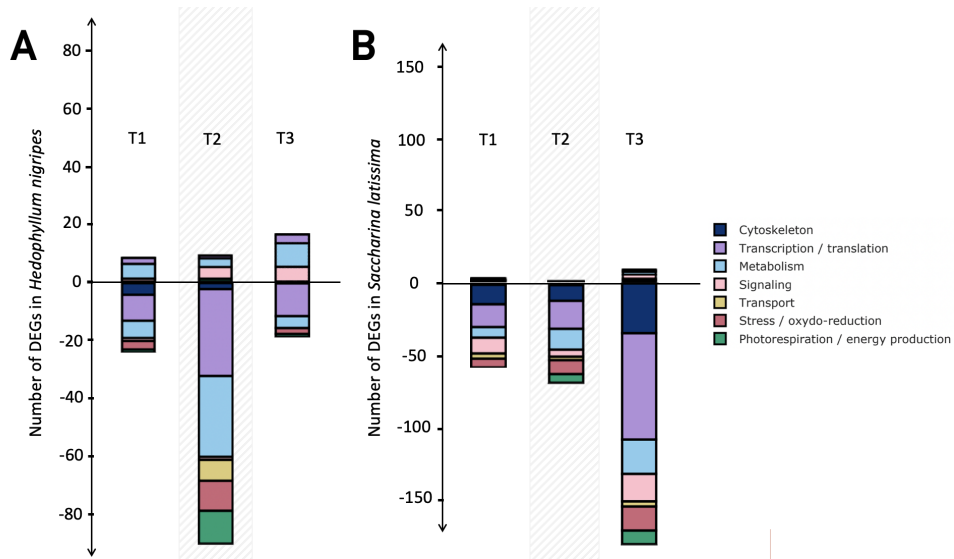 A
Number of DEGs in Hedophyllum nigripes
80
60
40
20
0
-20
-40
-60
-80
T1
T2
T3
B
Number of DEGs in Saccharina latissima
150
100
50
0
-50
-100
-150
T1
T2
T3
Cytoskeleton
Transcription / translation
Metabolism
Signaling
Transport
Stress / oxydo-reduction
Photorespiration / energy production